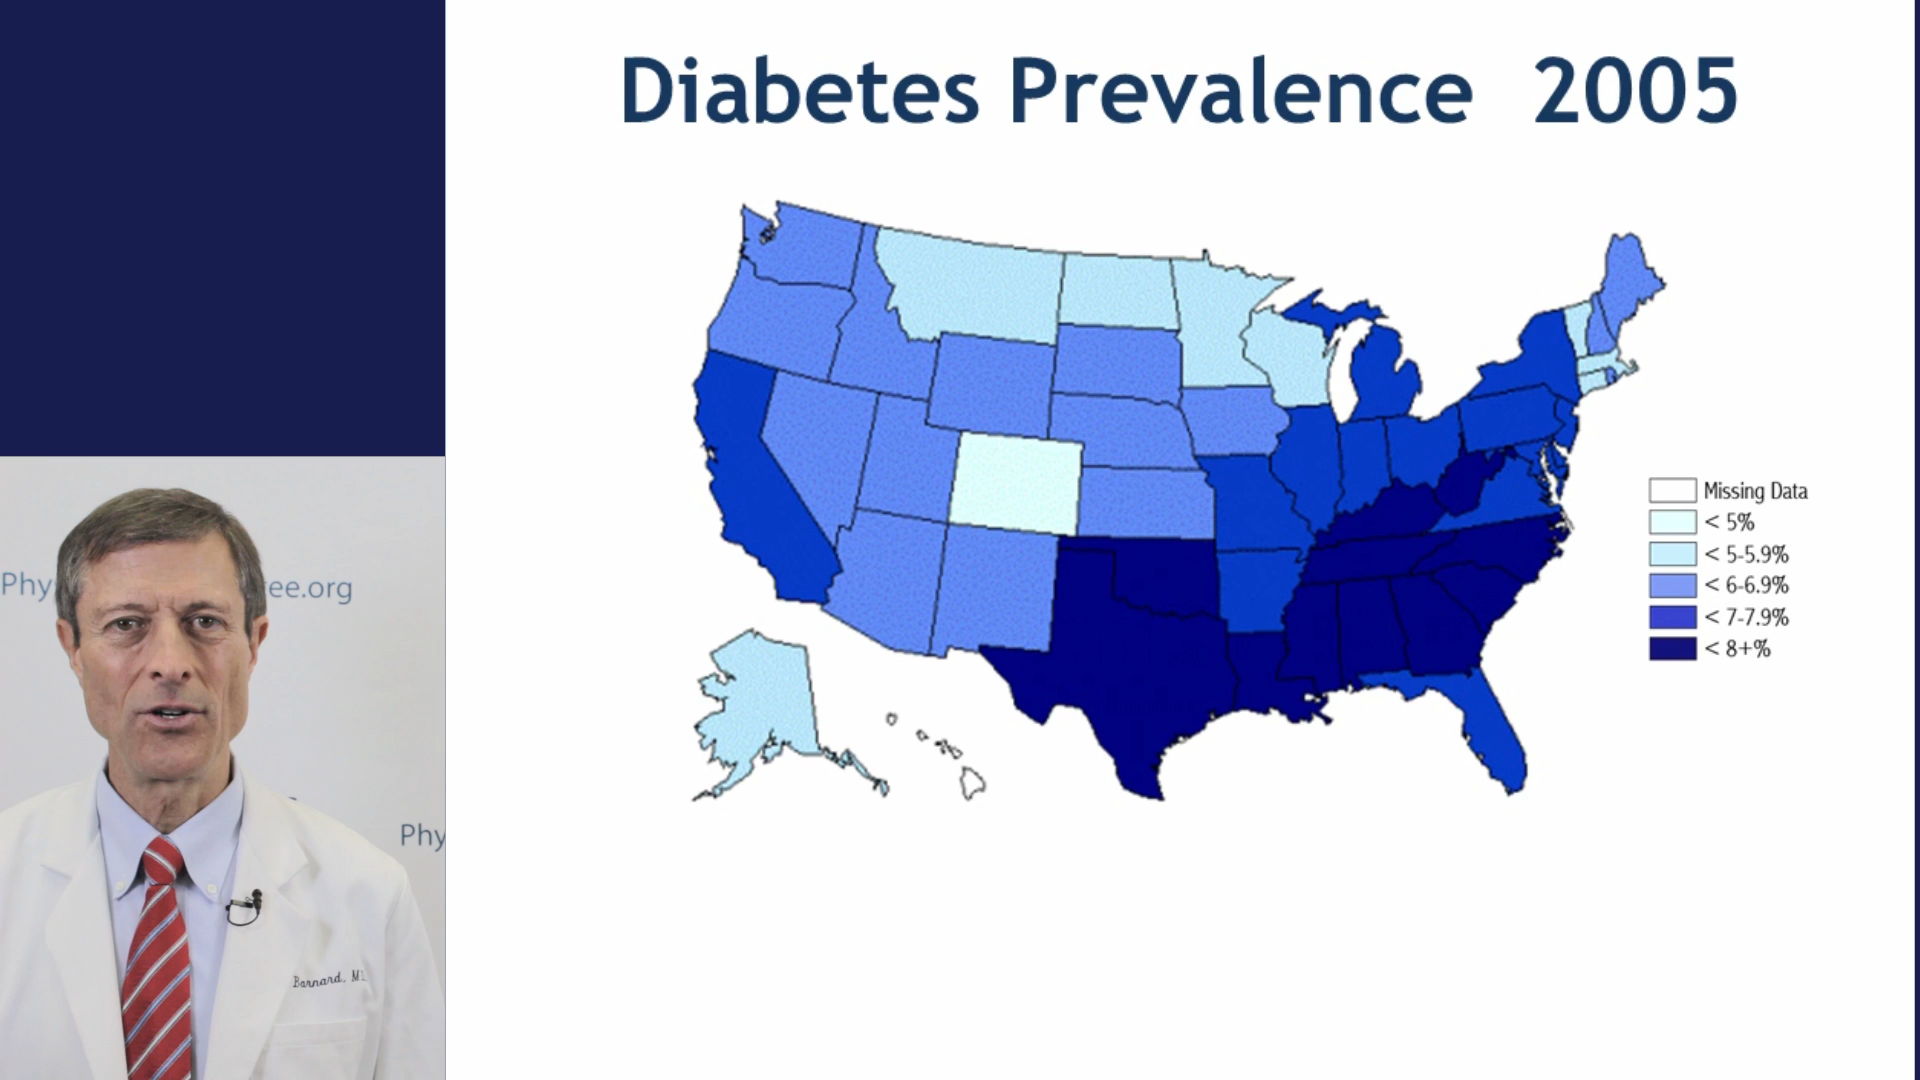 Diabetes Prevalence 2005
Missing Data
< 5%
< 5-5.9%
< 6-6.9%
< 7-7.9%
< 8+%
Phy
ee.org
Phy
Barnard, M